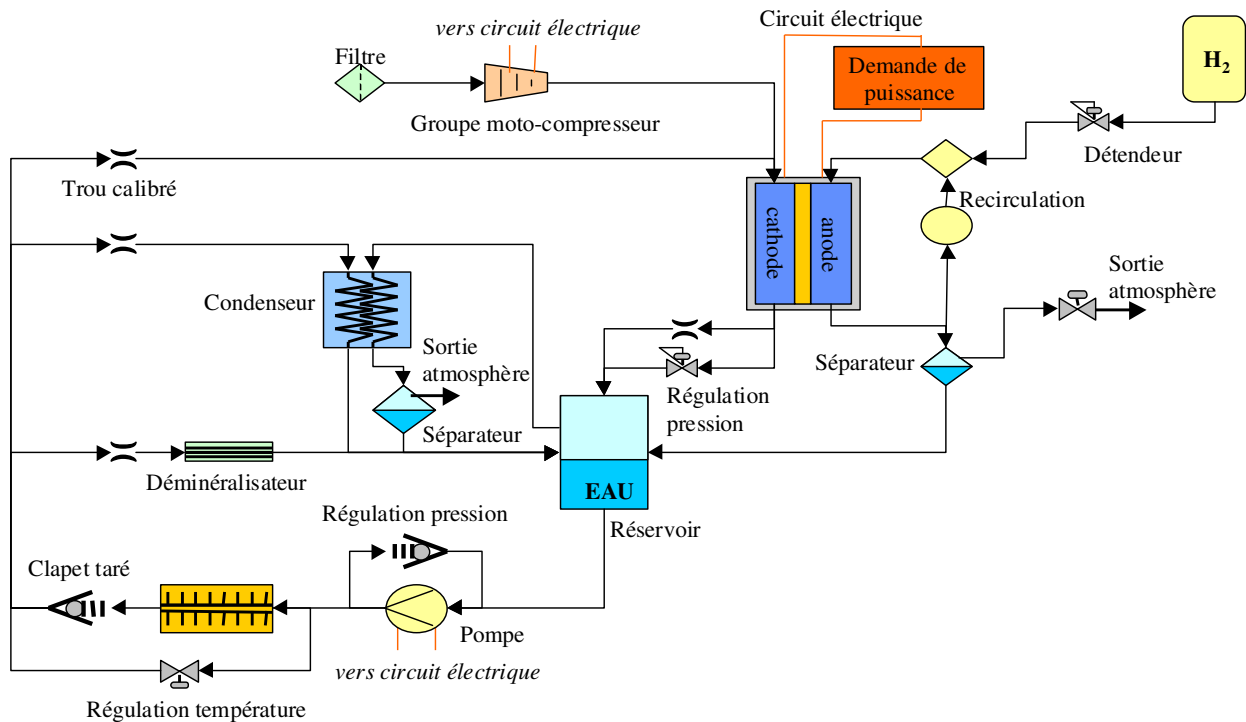 vers circuit électrique
Circuit électrique
Filtre
Demande de
puissance
H2
Groupe moto-compresseur
Détendeur
Trou calibré
Recirculation
cathode
anode
Condenseur
Sortie
atmosphère
Sortie
atmosphère
Séparateur
Régulation
pression
Séparateur
Déminéralisateur
EAU
Réservoir
Régulation pression
Clapet taré
Pompe
vers circuit électrique
Régulation température